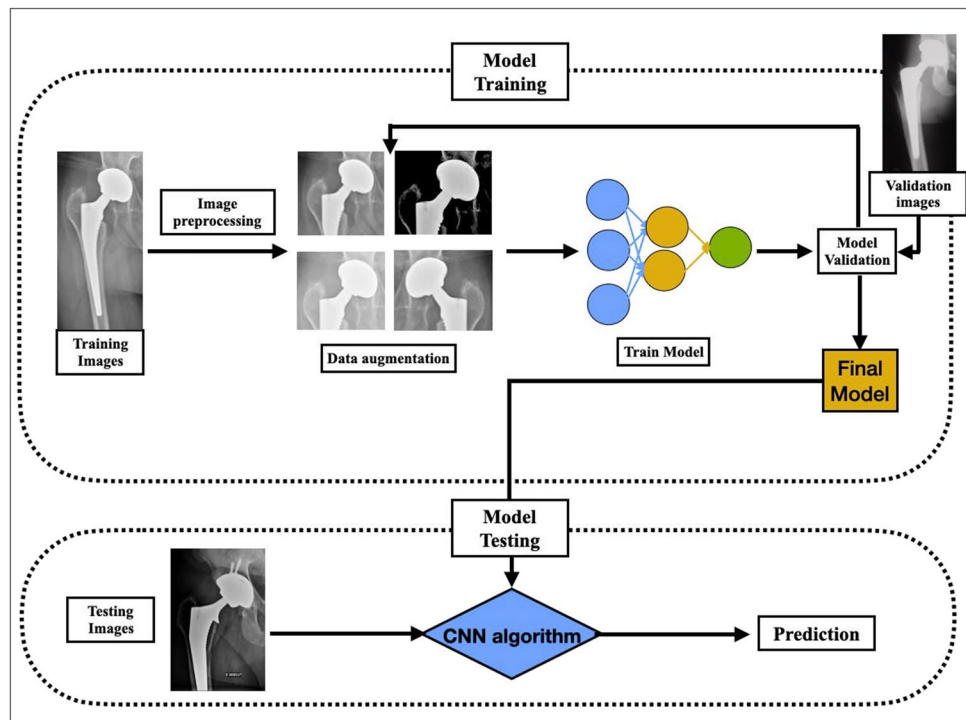 Model
Training
Image
preprocessing
Validation
images
Model
Validation
Training
Images
Data augmentation
Train Model
Final
Model
Model
Testing
Testing
Images
CNN algorithm
Prediction